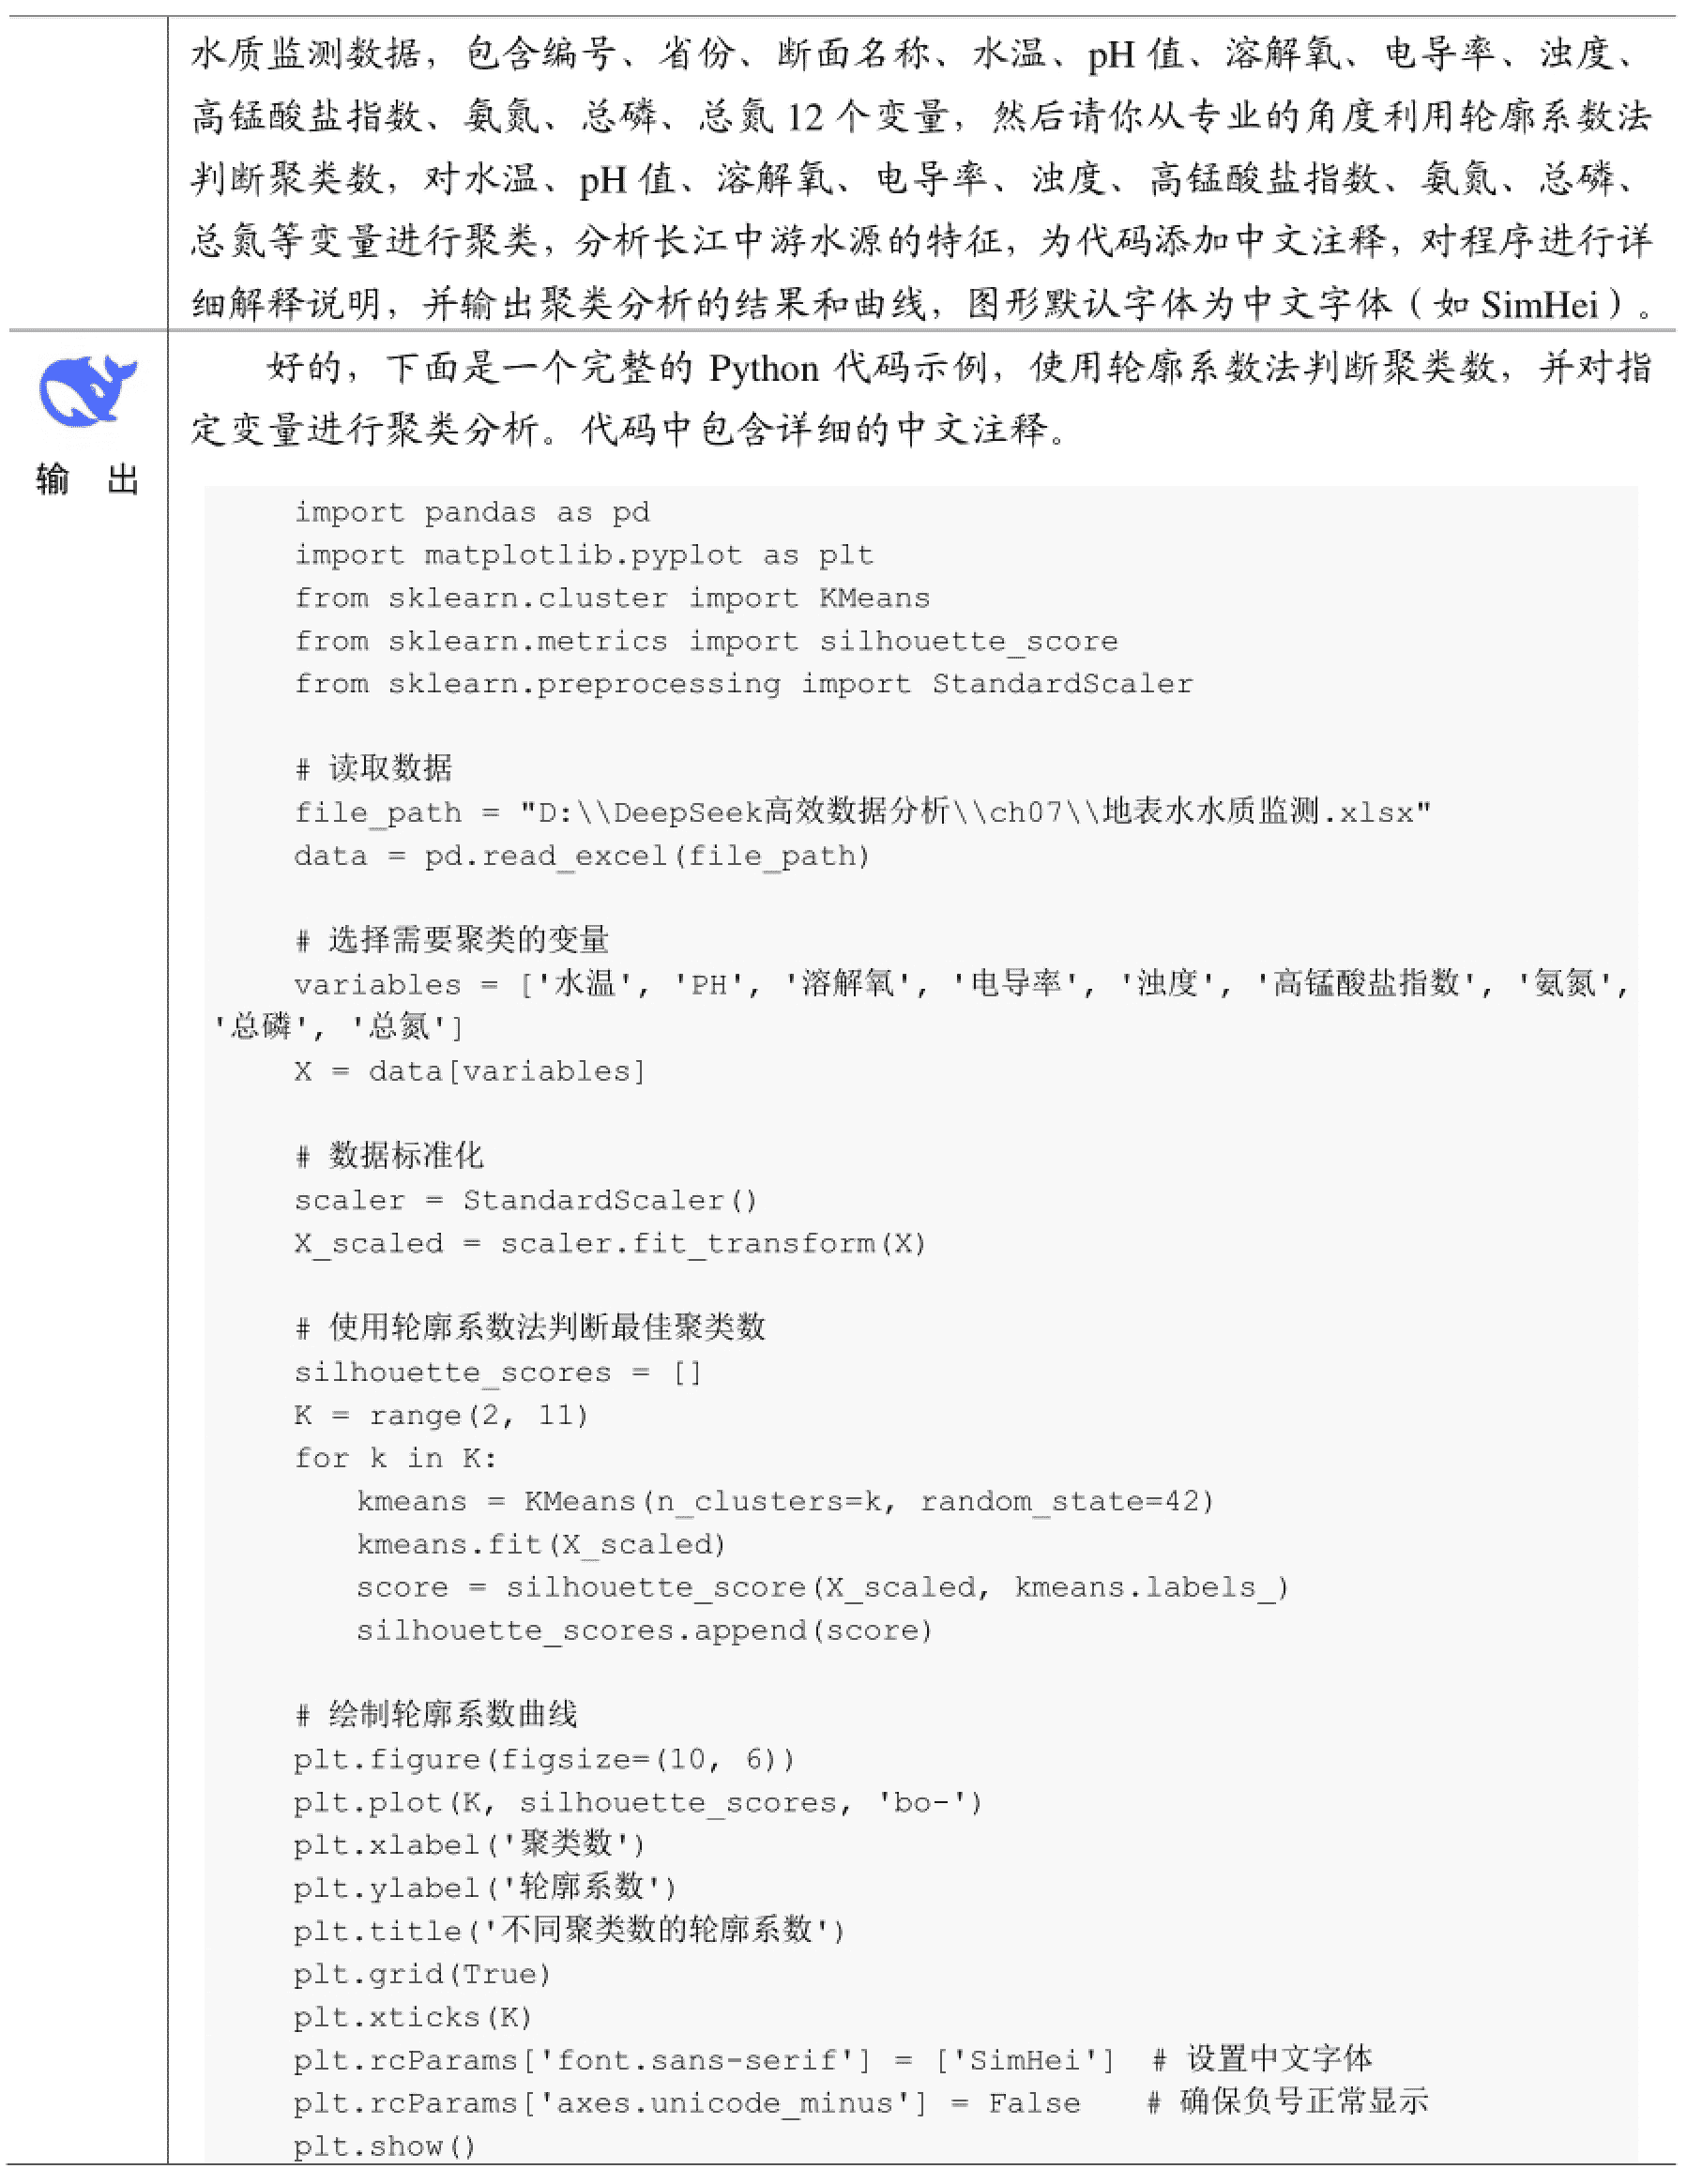 水质监测数据，包含编号、省份、断面名称、水温、pH 值、溶解氧、电导率、浊度、
高锰酸盐指数、氨氮、总磷、总氮 12 个变量，然后请你从专业的角度利用轮廓系数法
判断聚类数，对水温、pH 值、溶解氧、电导率、浊度、高锰酸盐指数、氨氮、总磷、
总氮等变量进行聚类，分析长江中游水源的特征，为代码添加中文注释，对程序进行详
细解释说明，并输出聚类分析的结果和曲线，图形默认字体为中文字体（如 SimHei）。
输 出
好的，下面是一个完整的 Python 代码示例，使用轮廓系数法判断聚类数，并对指
定变量进行聚类分析。代码中包含详细的中文注释。
import pandas as pd
import matplotlib.pyplot as plt
from sklearn.cluster import KMeans
from sklearn.metrics import silhouette_score
from sklearn.preprocessing import StandardScaler
# 读取数据
file_path = "D:\\DeepSeek高效数据分析\\ch07\\地表水水质监测.xlsx"
data = pd.read_excel(file_path)
# 选择需要聚类的变量
variables = ['水温', 'PH', '溶解氧', '电导率', '浊度', '高锰酸盐指数', '氨氮',
'总磷', '总氮']
X = data[variables]
# 数据标准化
scaler = StandardScaler()
X_scaled = scaler.fit_transform(X)
# 使用轮廓系数法判断最佳聚类数
silhouette_scores = []
K = range(2, 11)
for k in K:
    kmeans = KMeans(n_clusters=k, random_state=42)
    kmeans.fit(X_scaled)
    score = silhouette_score(X_scaled, kmeans.labels_)
    silhouette_scores.append(score)
# 绘制轮廓系数曲线
plt.figure(figsize=(10, 6))
plt.plot(K, silhouette_scores, 'bo-')
plt.xlabel('聚类数')
plt.ylabel('轮廓系数')
plt.title('不同聚类数的轮廓系数')
plt.grid(True)
plt.xticks(K)
plt.rcParams['font.sans-serif'] = ['SimHei']  # 设置中文字体
plt.rcParams['axes.unicode_minus'] = False    # 确保负号正常显示
plt.show()